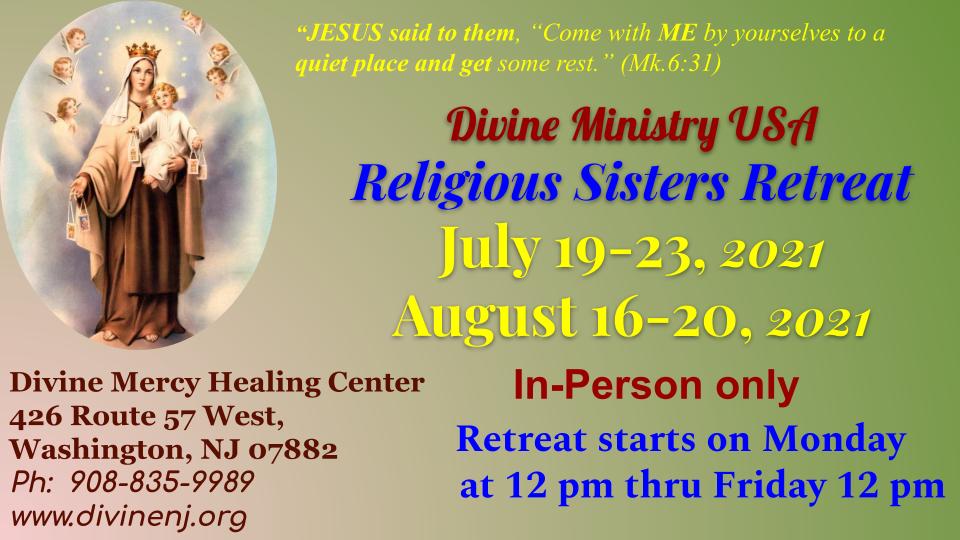 “JESUS said to them, “Come with ME by yourselves to a
quiet place and get some rest.” (Mk.6:31)
Divine Ministry USA
Religious Sisters Retreat
July 19-23, 2021
August 16-20, 2021
In-Person only
Retreat starts on Monday
at 12 pm thru Friday 12 pm
Divine Mercy Healing Center
426 Route 57 West,
Washington, NJ 07882
Ph: 908-835-9989
www.divinenj.org